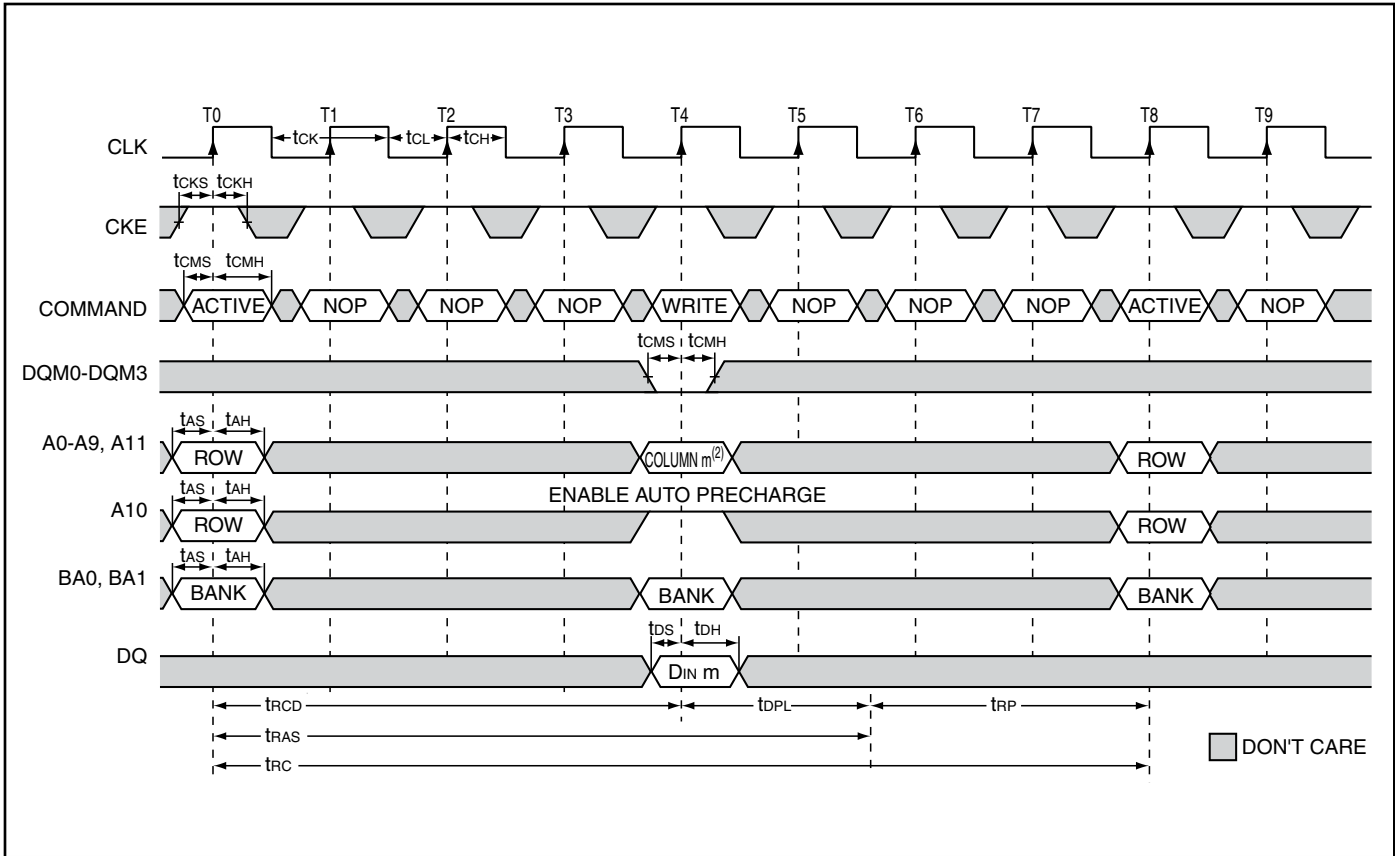 T0 T1 T2 T3 T4 T5 T6 T7 T8 T9
CLK
tCK tCL tCH
tCKS tCKH
CKE
tCMS tCMH
COMMAND ACTIVE NOP NOP NOP WRITE NOP NOP NOP ACTIVE NOP
tCMS tCMH
DQM0-DQM3
tAS tAH
A0-A9, A11 ROW COLUMN m(2) ROW
tAS tAH ENABLE AUTO PRECHARGE
A10 ROW ROW
tAS tAH
BA0, BA1 BANK BANK BANK
tDS tDH
DQ DIN m
tRCD tDPL tRP
tRAS
tRC
DON'T CARE